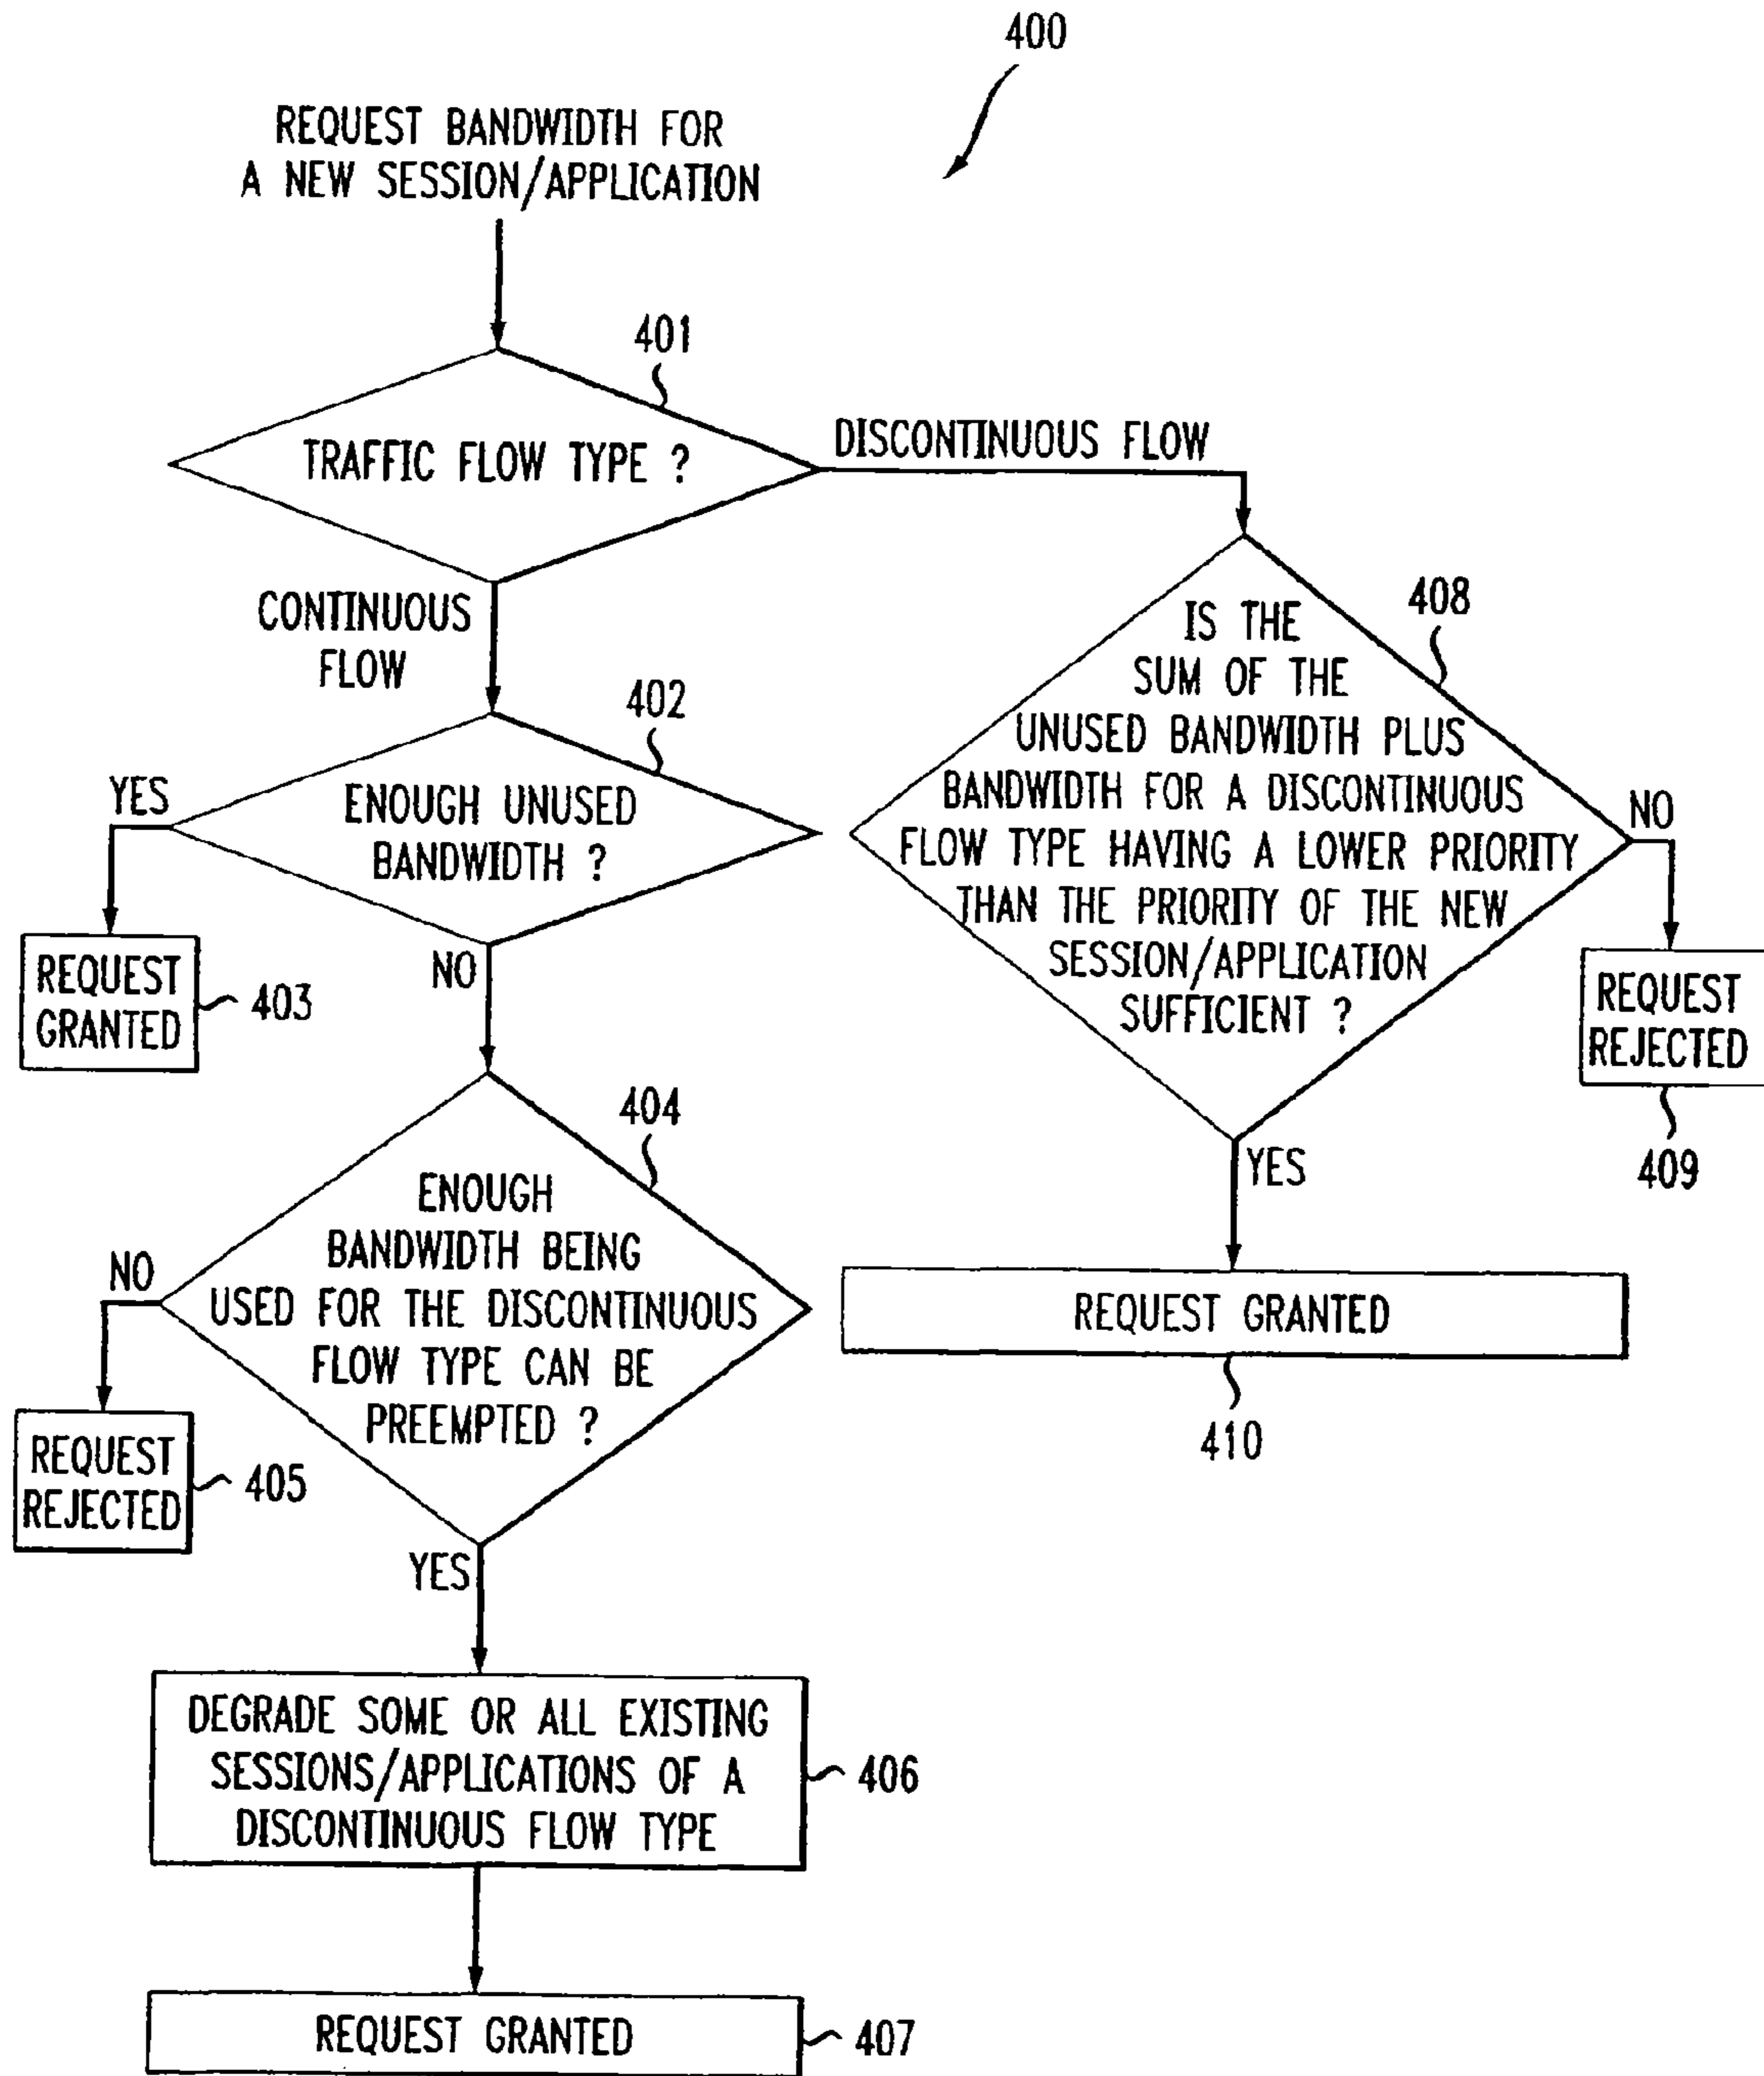 400
REQUEST BANDWIDTH FOR
A NEW SESSION/APPLICATION
401
TRAFFIC FLOW TYPE ?
DISCONTINUOUS FLOW
CONTINUOUS
FLOW
402
YES
ENOUGH UNUSED
BANDWIDTH ?
REQUEST
GRANTED
403
NO
404
ENOUGH
BANDWIDTH BEING
USED FOR THE DISCONTINUOUS
FLOW TYPE CAN BE
PREEMPTED ?
NO
REQUEST
REJECTED
405
YES
DEGRADE SOME OR ALL EXISTING
SESSIONS/APPLICATIONS OF A
DISCONTINUOUS FLOW TYPE
406
REQUEST GRANTED
407
408
IS THE
SUM OF THE
UNUSED BANDWIDTH PLUS
BANDWIDTH FOR A DISCONTINUOUS
FLOW TYPE HAVING A LOWER PRIORITY
THAN THE PRIORITY OF THE NEW
SESSION/APPLICATION
SUFFICIENT ?
NO
REQUEST
REJECTED
409
YES
REQUEST GRANTED
410